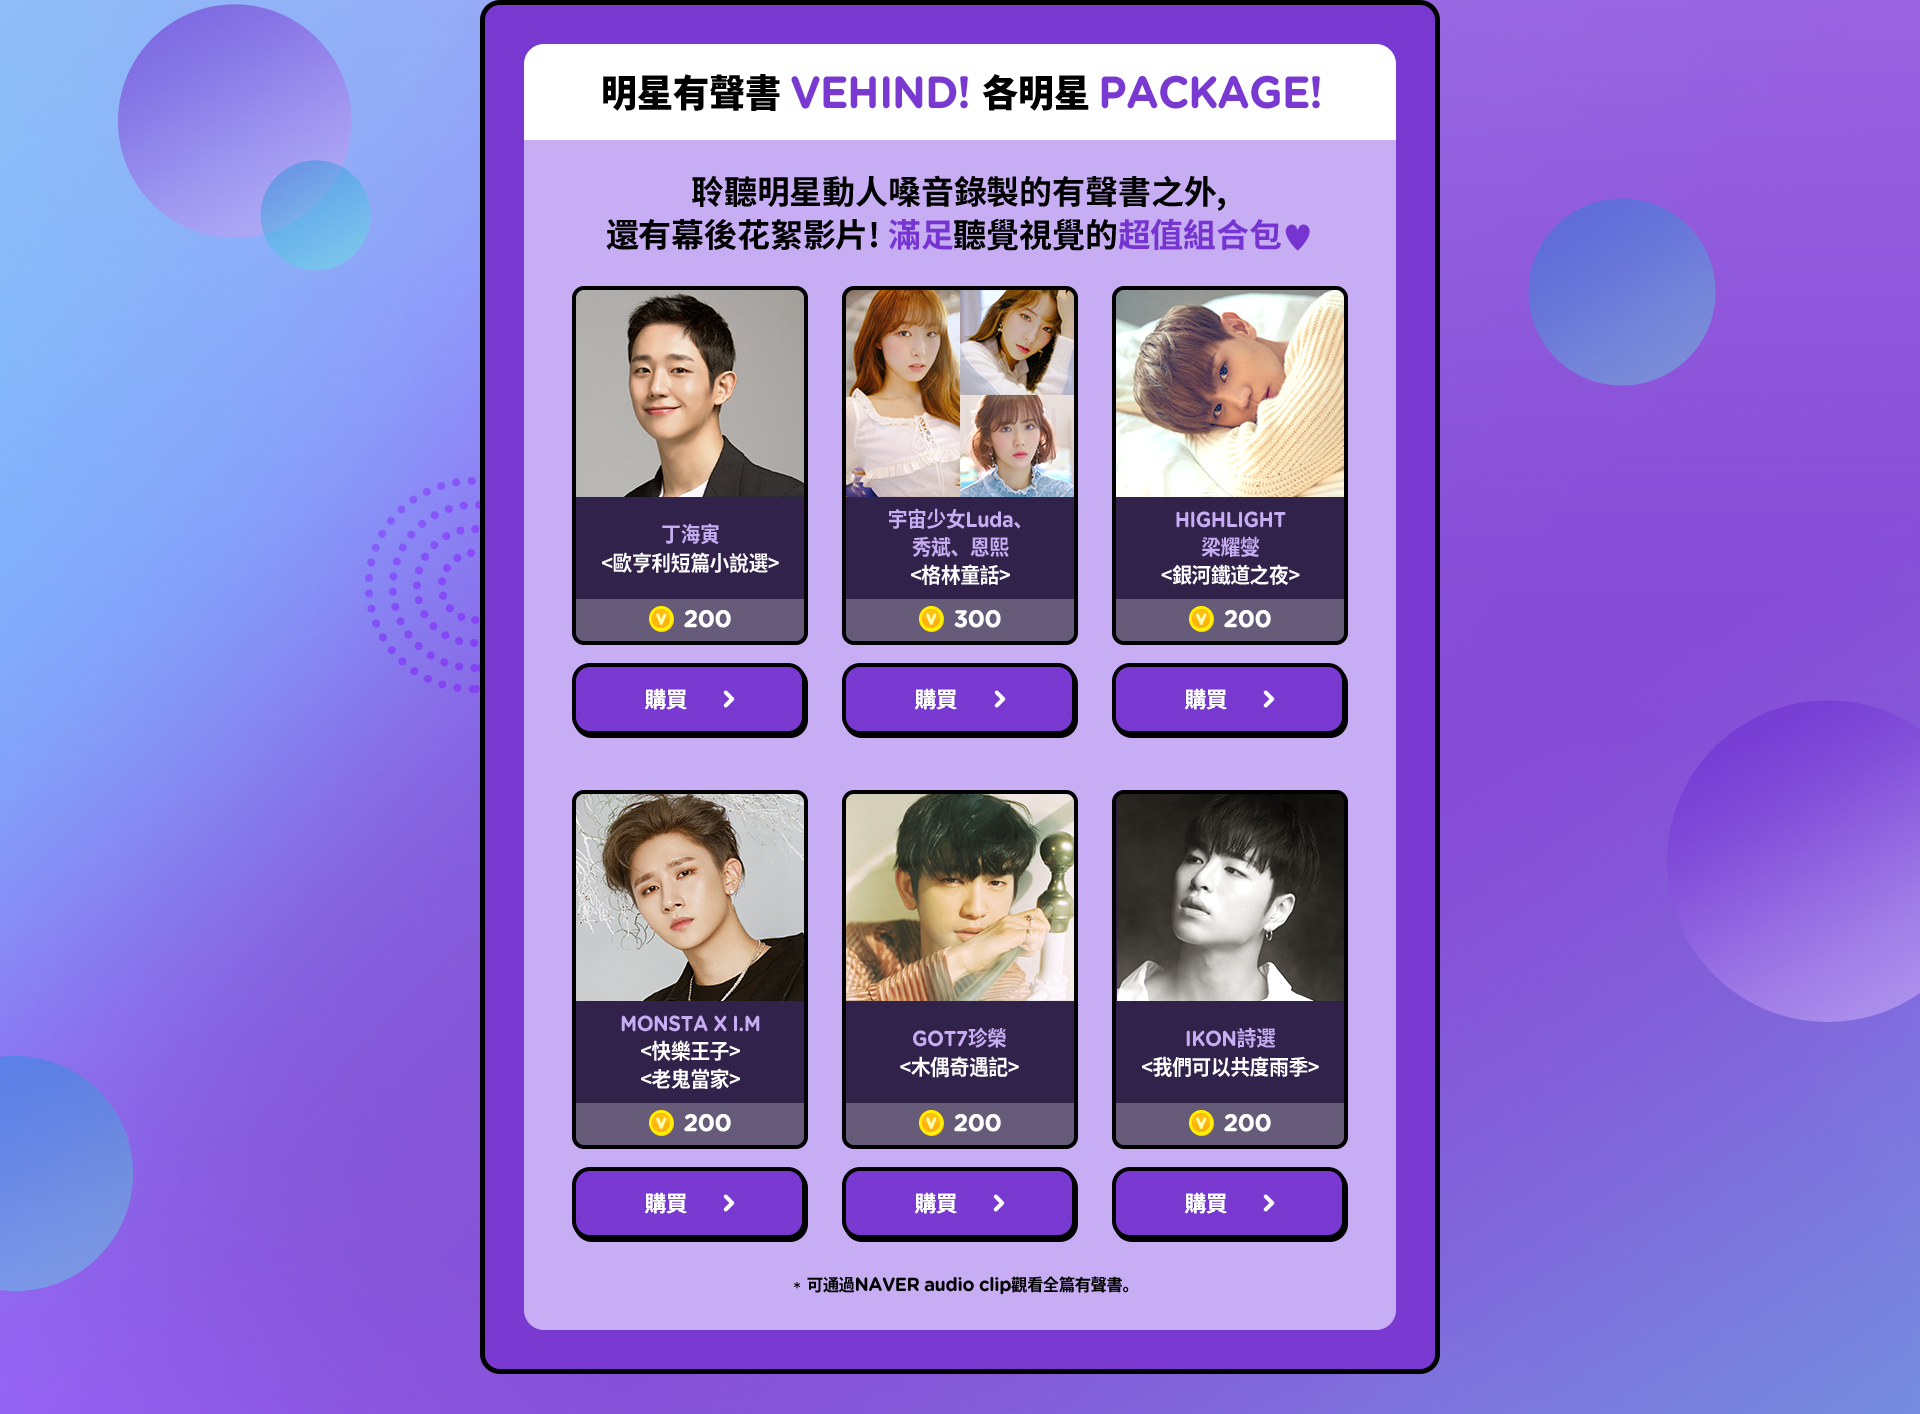 明星有聲書 VEHIND! 各明星 PACKAGE!
聆聽明星動人嗓音錄製的有聲書之外,
還有幕後花絮影片! 滿足聽覺視覺的超值組合包♥
丁海寅
<歐亨利短篇小說選>
200
購買
宇宙少女Luda、
秀斌、恩熙
<格林童話>
300
購買
HIGHLIGHT
梁耀燮
<銀河鐵道之夜>
200
購買
MONSTA X I.M
<快樂王子>
<老鬼當家>
200
購買
GOT7珍榮
<木偶奇遇記>
200
購買
IKON詩選
<我們可以共度雨季>
200
購買
* 可通過NAVER audio clip觀看全篇有聲書。